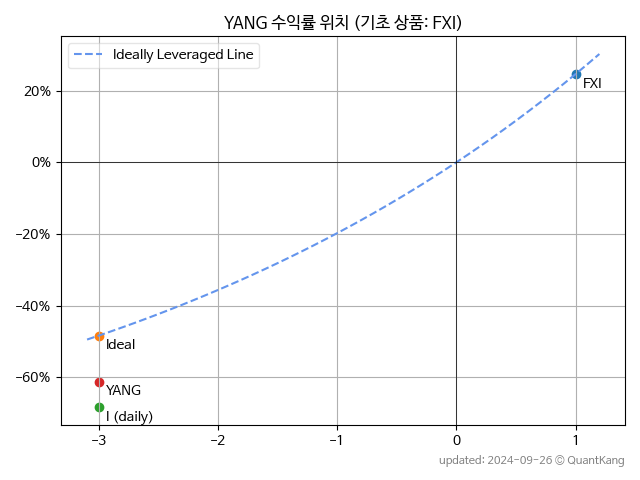 YANG 수익률 위치 (기초 상품: FXI)
Ideally Leveraged Line
20%
FXI
0%
−20%
−40%
Ideal
−60%
YANG
I (daily)
−3
−2
−1
0
1
updated: 2024-09-26 © QuantKang